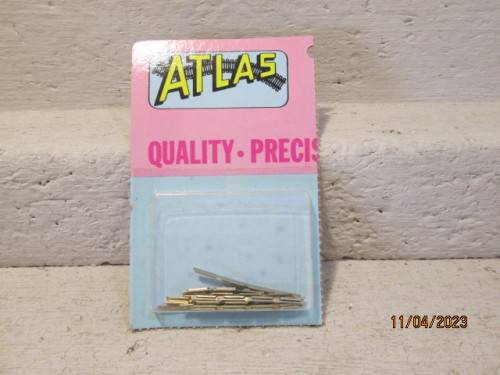 ATLAS
QUALITY • PRECIS
11/04/2023